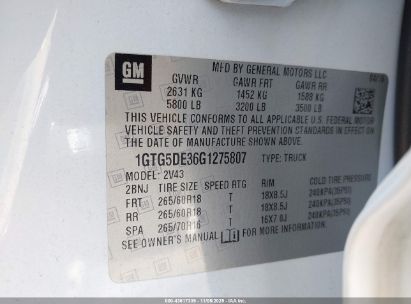 GM
MFD BY GENERAL MOTORS LLC
GVWR GAWR FRT GAWR RR
2631 KG 1452 KG 1588 KG
5800 LB 3200 LB 3500 LB
THIS VEHICLE CONFORMS TO ALL APPLICABLE U.S. FEDERAL MOTOR
VEHICLE SAFETY AND THEFT PREVENTION STANDARDS IN EFFECT ON
THE DATE OF MANUFACTURE SHOWN ABOVE.
1GTG5DE36G1275807 TYPE: TRUCK
MODEL: 2V43
2BNJ TIRE SIZE SPEED RTG RIM COLD TIRE PRESSURE
FRT 265/60R18 T 18X8.5J 240KPA(35PSI)
RR 265/60R18 T 18X8.5J 240KPA(35PSI)
SPA 265/70R16 T 16X7.0J 240KPA(35PSI)
SEE OWNER'S MANUAL FOR MORE INFORMATION.